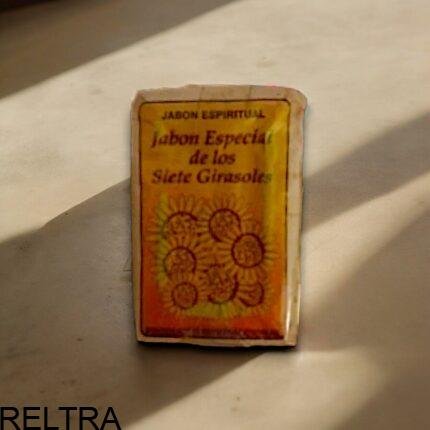 JABON ESPIRITUAL
Jabon Especial
de los
Siete Girasoles
RELTRA